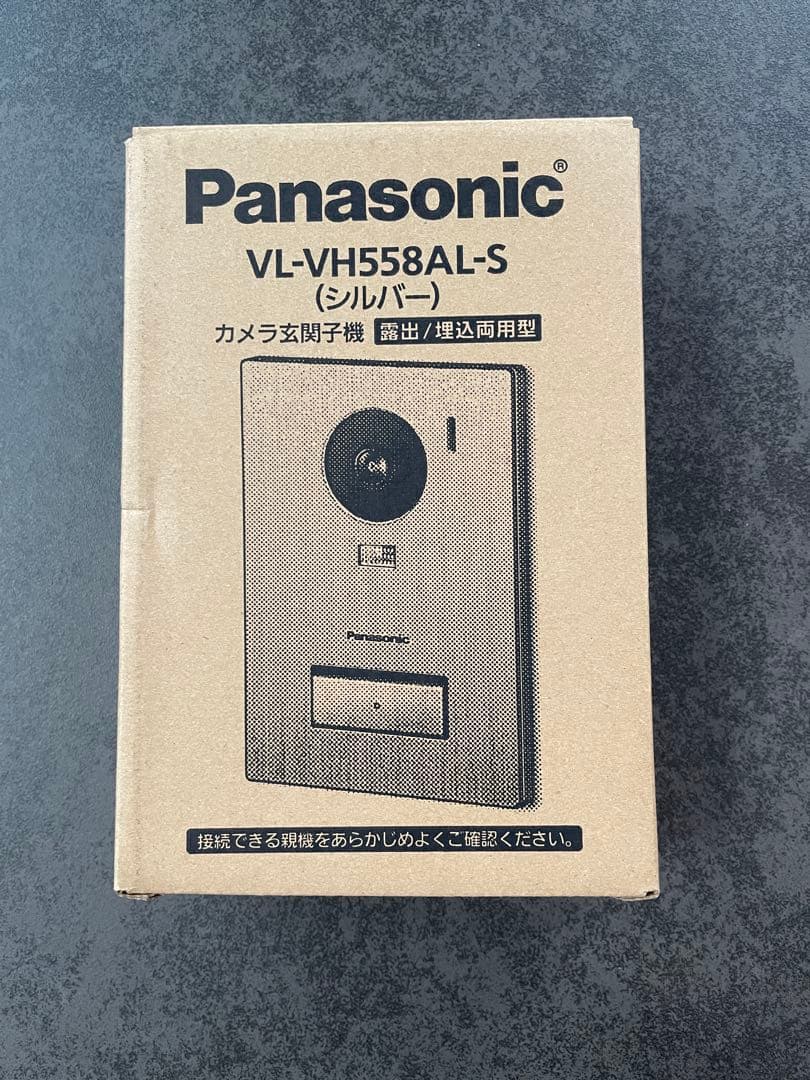 Panasonic®
VL-VH558AL-S
(シルバー)
カメラ玄関子機 露出/埋込両用型
Panasonic
接続できる親機をあらかじめよくご確認ください。